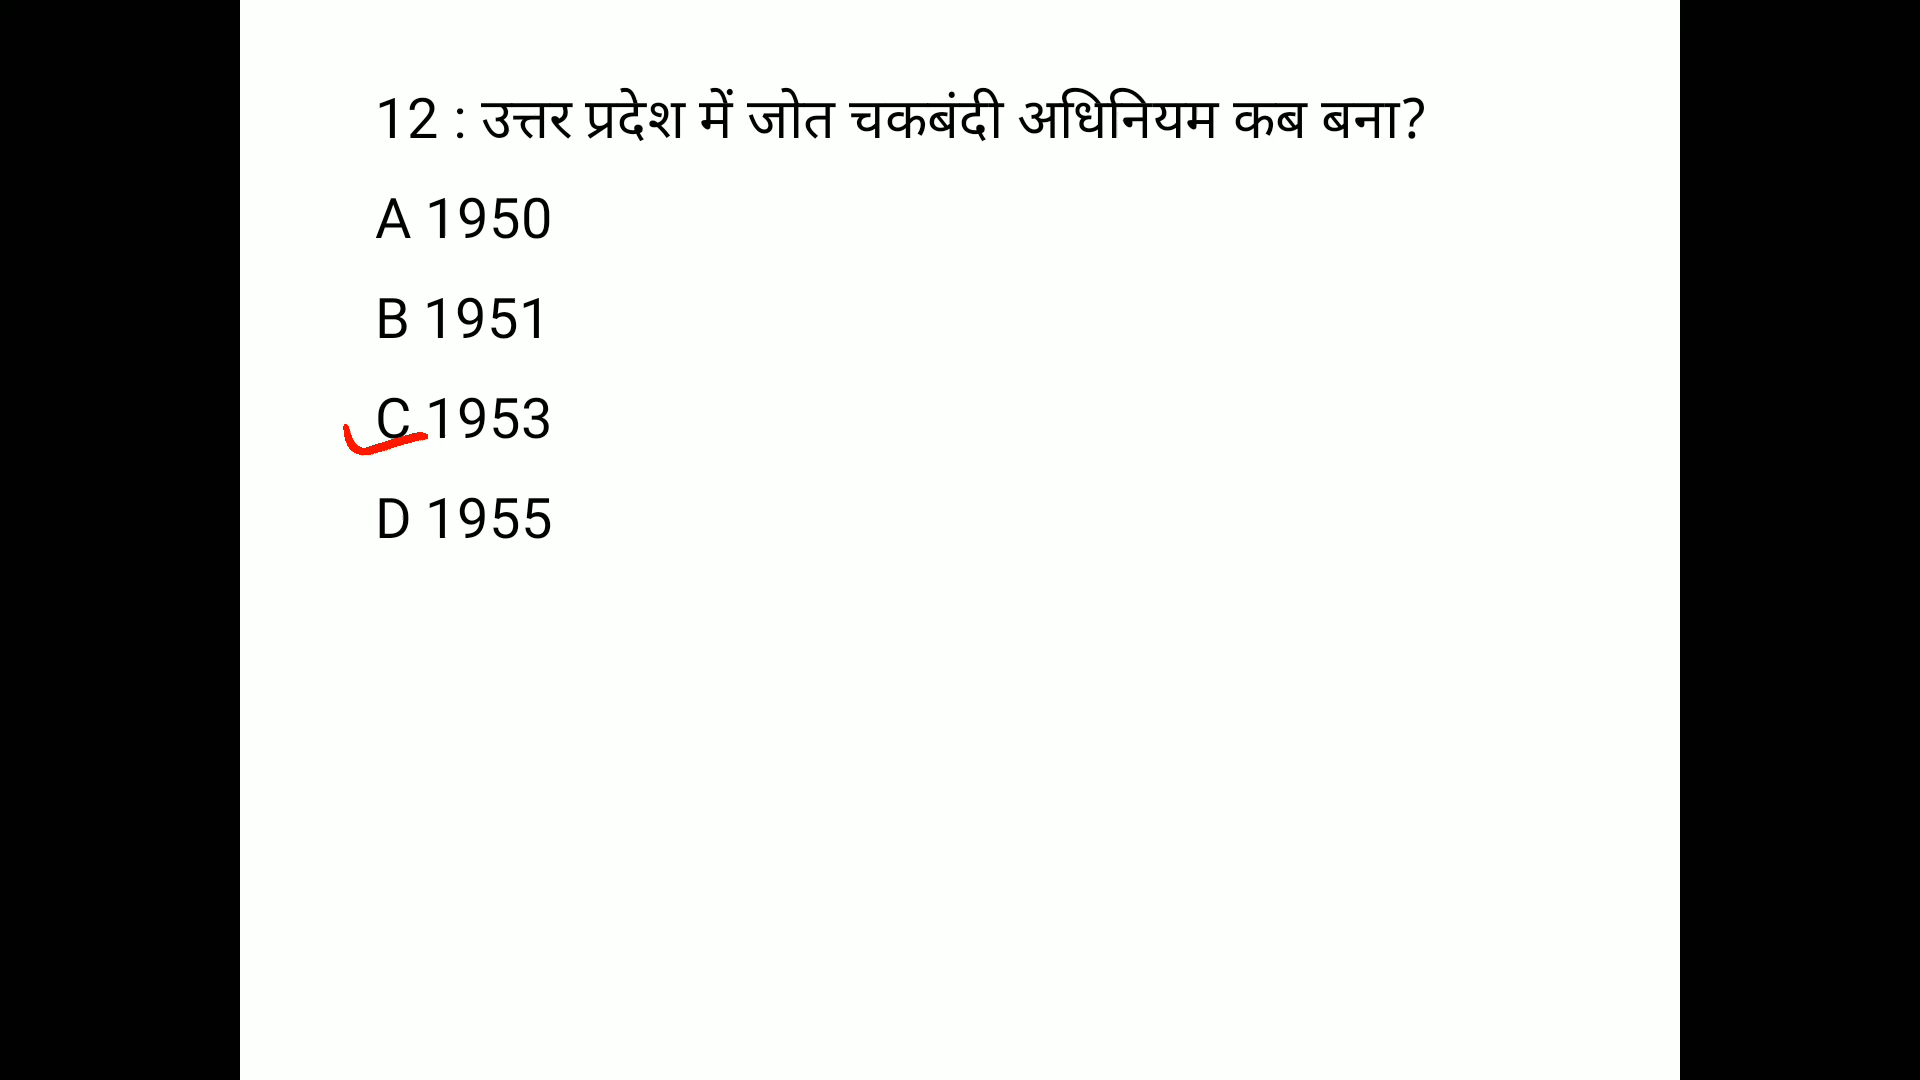 12 : उत्तर प्रदेश में जोत चकबंदी अधिनियम कब बना?
A 1950
B 1951
C 1953
D 1955